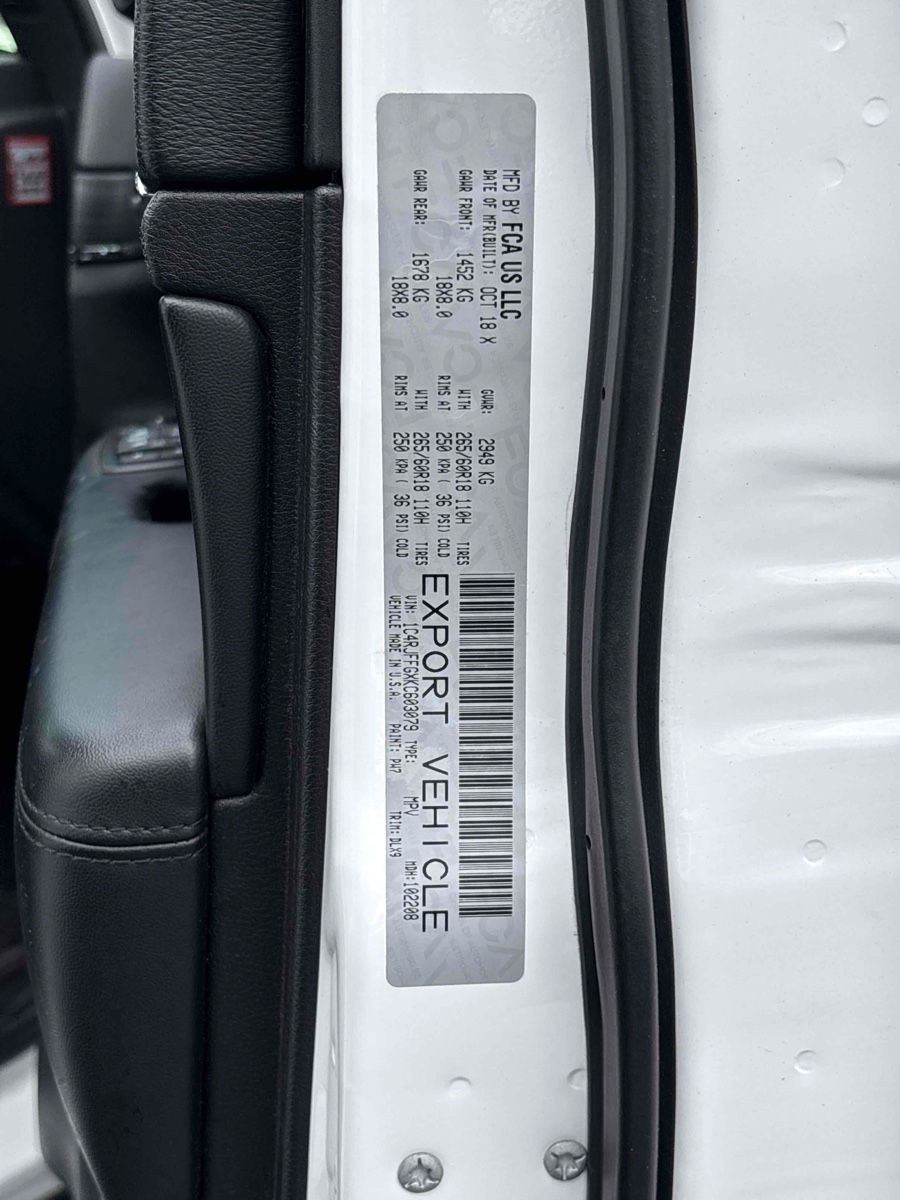 MFD BY FCA US LLC
DATE OF MFR(BUILT): OCT 18 X GVWR: 2949 KG
GAWR FRONT: 1452 KG WITH 265/60R18 110H TIRES
18X8.0 RIMS AT 250 KPA ( 36 PSI) COLD
GAWR REAR: 1678 KG WITH 265/60R18 110H TIRES
18X8.0 RIMS AT 250 KPA ( 36 PSI) COLD
EXPORT VEHICLE
VIN: 1C4RJFFGXKC603079 TYPE: MPV MDH:102208
VEHICLE MADE IN U.S.A. PAINT: PW7 TRIM: DLX9